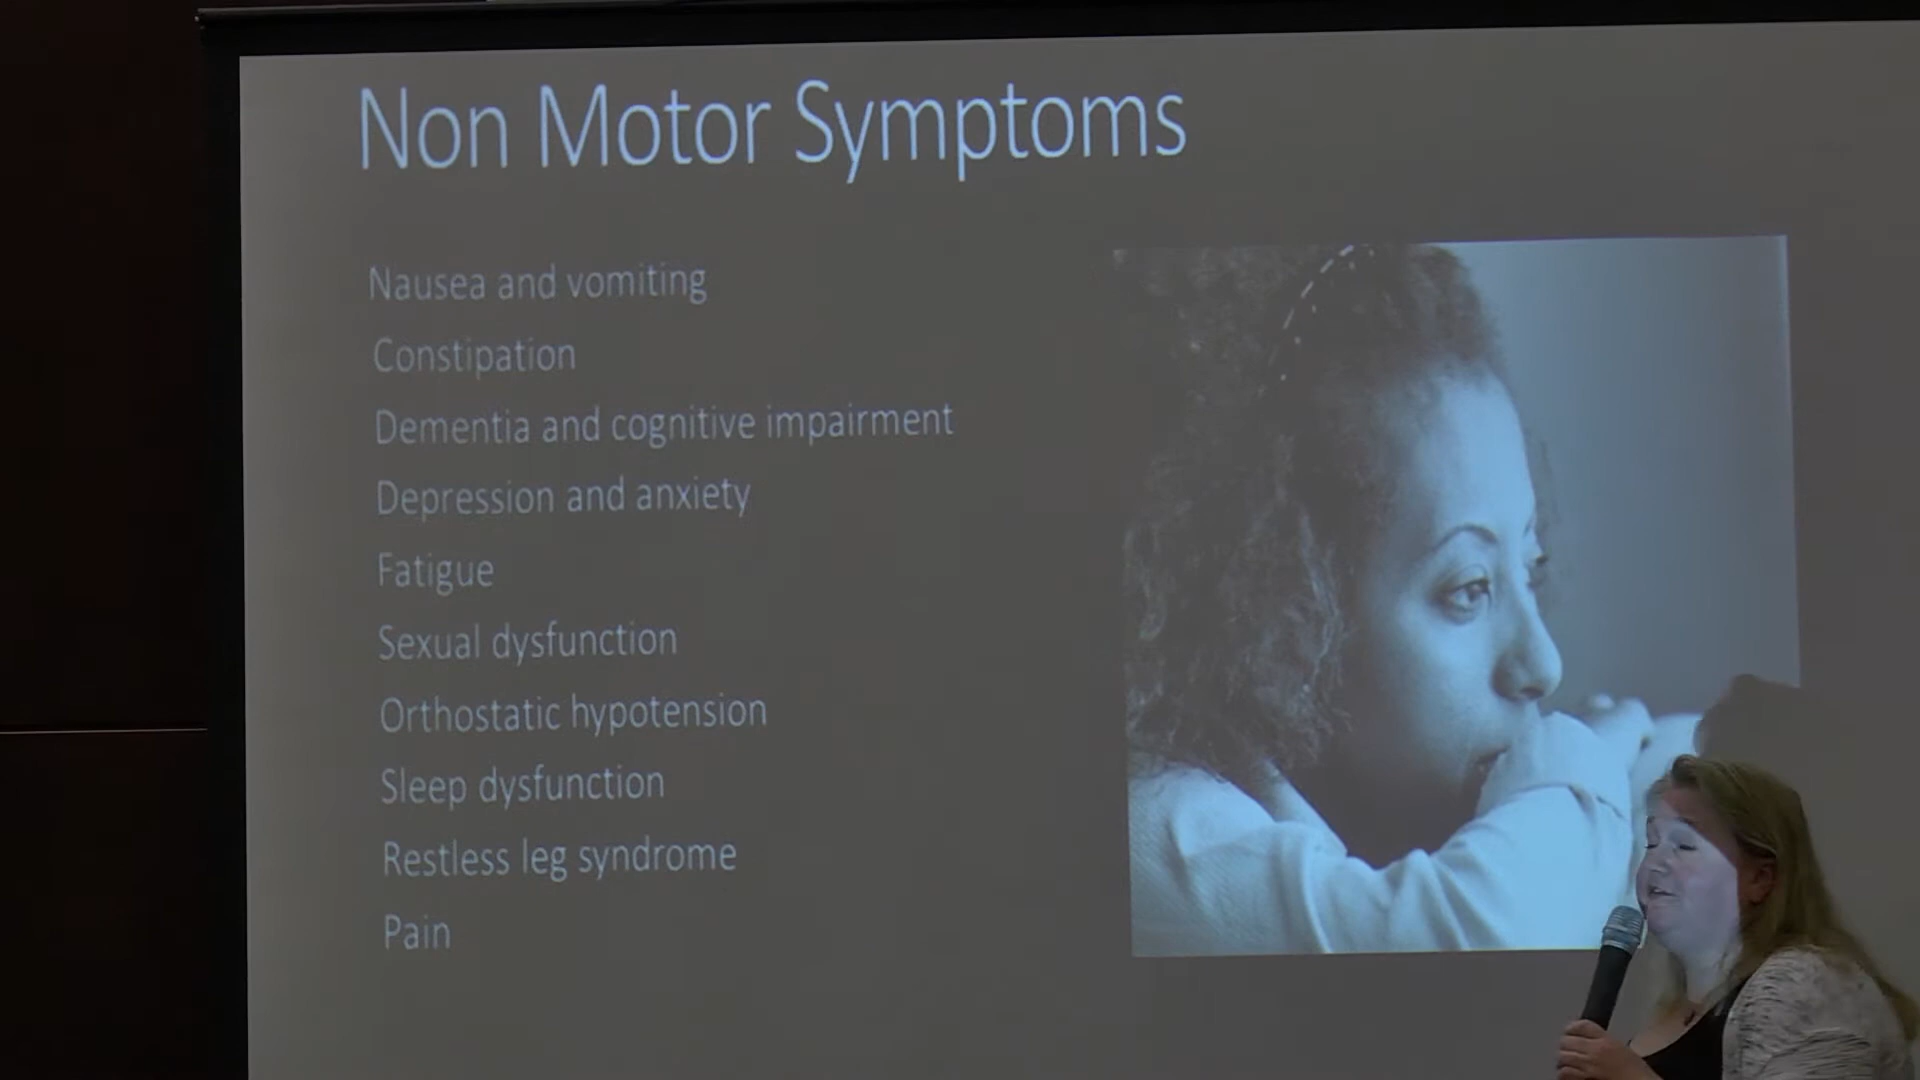 Non Motor Symptoms
Nausea and vomiting
Constipation
Dementia and cognitive impairment
Depression and anxiety
Fatigue
Sexual dysfunction
Orthostatic hypotension
Sleep dysfunction
Restless leg syndrome
Pain